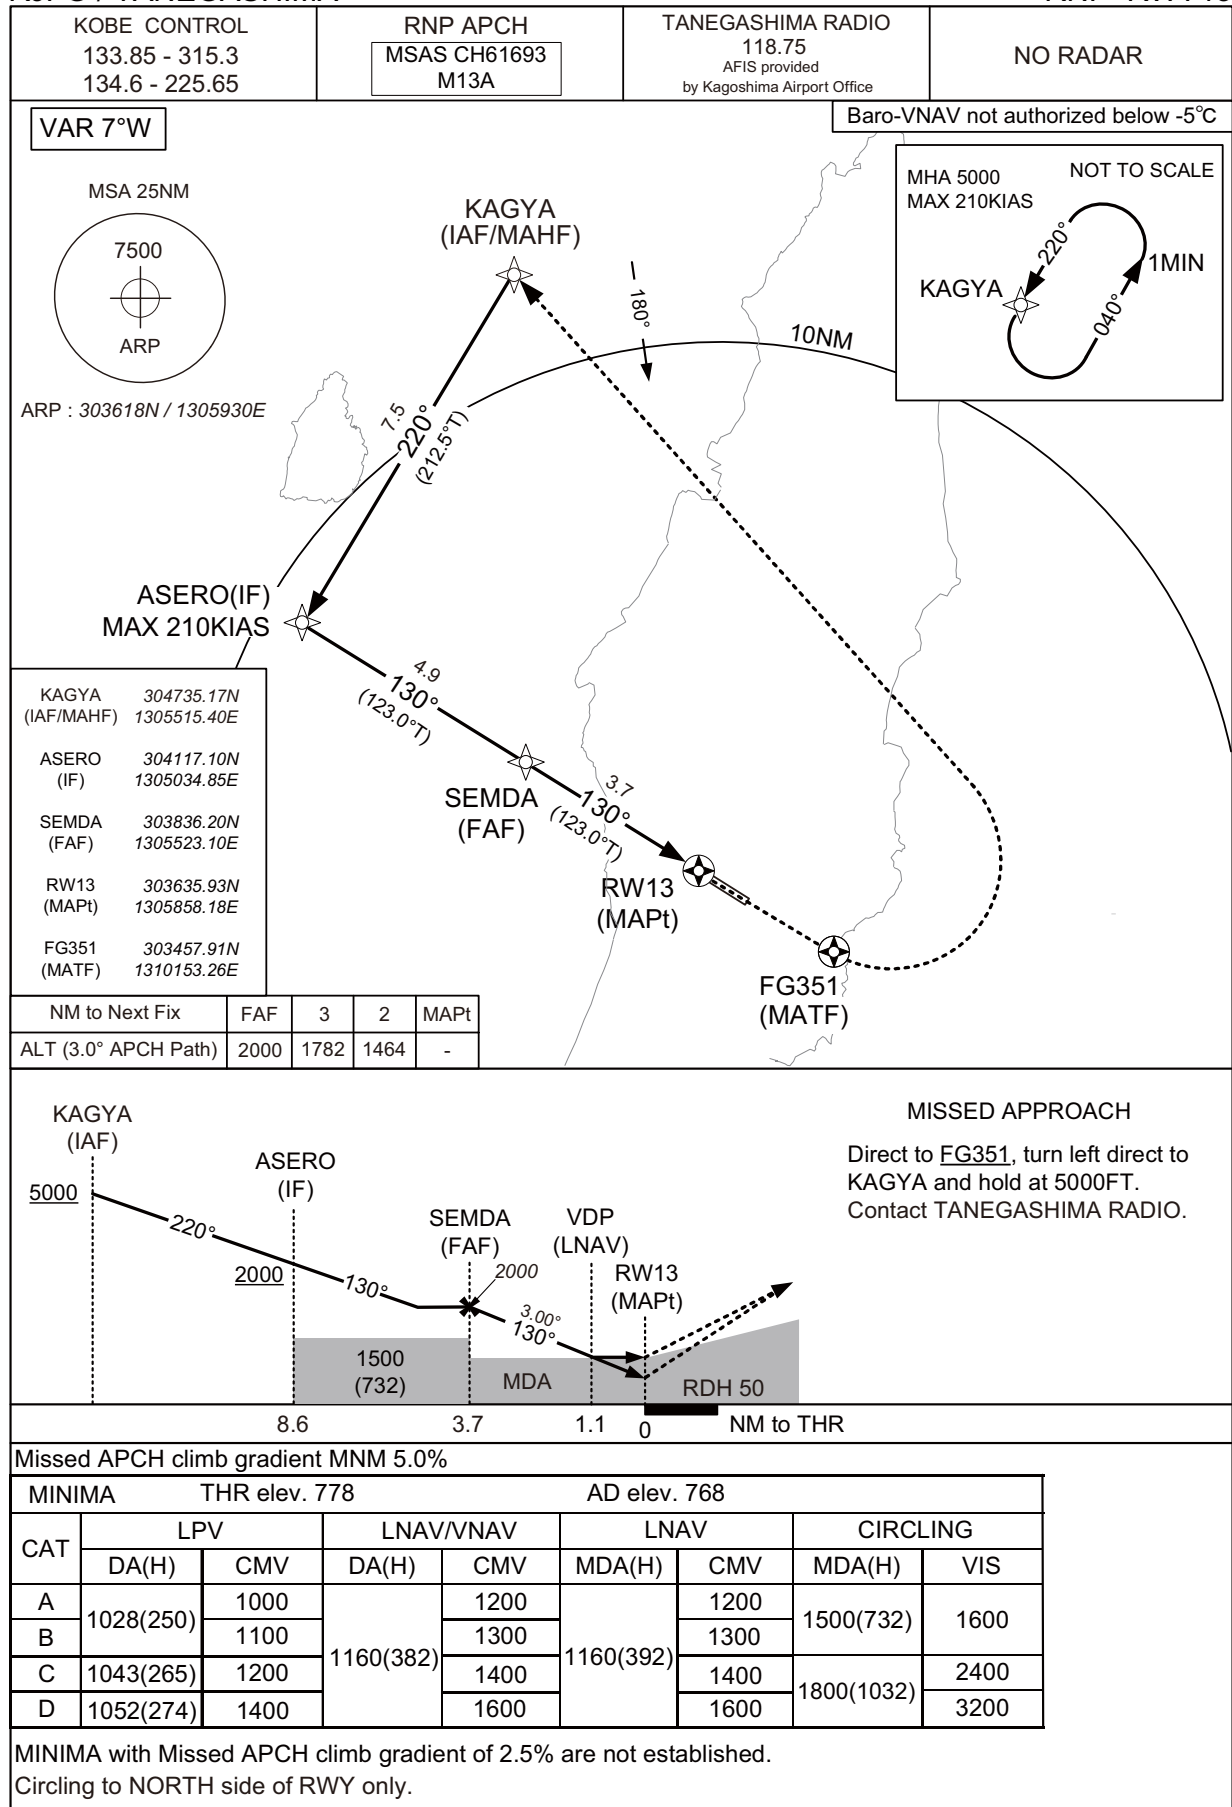 KOBE CONTROL
133.85 - 315.3
134.6 - 225.65
RNP APCH
MSAS CH61693
M13A
TANEGASHIMA RADIO
118.75
AFIS provided
by Kagoshima Airport Office
NO RADAR
VAR 7°W
Baro-VNAV not authorized below -5°C
MSA 25NM
7500
ARP
ARP : 303618N / 1305930E
KAGYA
(IAF/MAHF)
180°
10NM
MHA 5000
MAX 210KIAS
NOT TO SCALE
KAGYA
220°
1MIN
040°
7.5
220°
(212.5°T)
ASERO(IF)
MAX 210KIAS
4.9
130°
(123.0°T)
SEMDA
(FAF)
3.7
130°
(123.0°T)
RW13
(MAPt)
FG351
(MATF)
KAGYA 304735.17N
(IAF/MAHF) 1305515.40E
ASERO 304117.10N
(IF) 1305034.85E
SEMDA 303836.20N
(FAF) 1305523.10E
RW13 303635.93N
(MAPt) 1305858.18E
FG351 303457.91N
(MATF) 1310153.26E
NM to Next Fix FAF 3 2 MAPt
ALT (3.0° APCH Path) 2000 1782 1464 -
KAGYA
(IAF)
5000
220°
ASERO
(IF)
2000
130°
SEMDA
(FAF)
2000
3.00°
130°
VDP
(LNAV)
RW13
(MAPt)
1500
(732)
MDA
RDH 50
8.6 3.7 1.1 0 NM to THR
MISSED APPROACH
Direct to FG351, turn left direct to
KAGYA and hold at 5000FT.
Contact TANEGASHIMA RADIO.
Missed APCH climb gradient MNM 5.0%
MINIMA THR elev. 778 AD elev. 768
CAT LPV LNAV/VNAV LNAV CIRCLING
DA(H) CMV DA(H) CMV MDA(H) CMV MDA(H) VIS
A 1028(250) 1000 1160(382) 1200 1160(392) 1200 1500(732) 1600
B 1100 1300 1300
C 1043(265) 1200 1400 1400 1800(1032) 2400
D 1052(274) 1400 1600 1600 3200
MINIMA with Missed APCH climb gradient of 2.5% are not established.
Circling to NORTH side of RWY only.